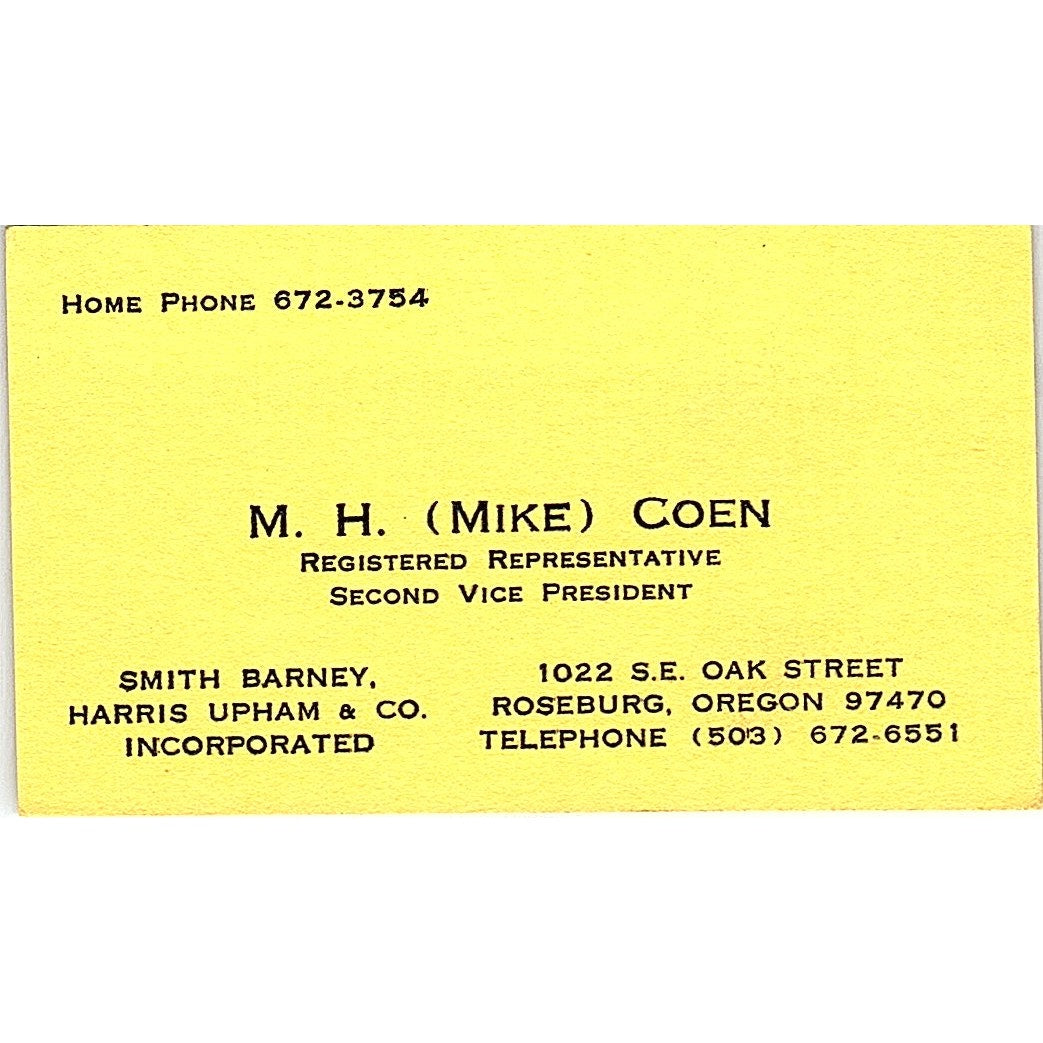 HOME PHONE 672-3754
M. H. (MIKE) COEN
REGISTERED REPRESENTATIVE
SECOND VICE PRESIDENT
SMITH BARNEY,
HARRIS UPHAM & CO.
INCORPORATED
1022 S.E. OAK STREET
ROSEBURG, OREGON 97470
TELEPHONE (503) 672-6551